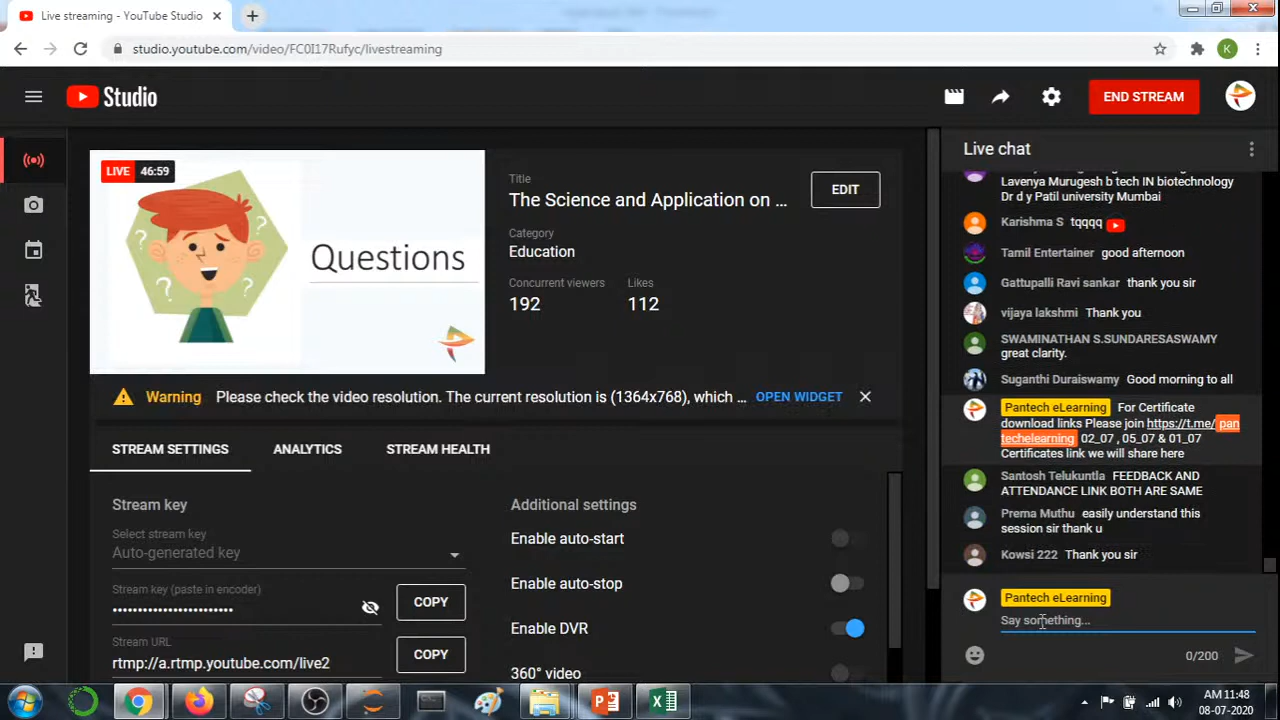 Live streaming - YouTube Studio
studio.youtube.com/video/FC0I17Rufyc/livestreaming
K
Studio
END STREAM
LIVE 46:59
Questions
Title
The Science and Application on ...
EDIT
Category
Education
Concurrent viewers
Likes
192
112
Warning Please check the video resolution. The current resolution is (1364x768), which ... OPEN WIDGET
STREAM SETTINGS ANALYTICS STREAM HEALTH
Stream key
Select stream key
Auto-generated key
Stream key (paste in encoder)
••••••••••••••••••••••••
COPY
Stream URL
rtmp://a.rtmp.youtube.com/live2
COPY
Additional settings
Enable auto-start
Enable auto-stop
Enable DVR
360° video
Live chat
Lavenya Murugesh b tech IN biotechnology
Dr d y Patil university Mumbai
Karishma S tqqqq
Tamil Entertainer good afternoon
Gattupalli Ravi sankar thank you sir
vijaya lakshmi Thank you
SWAMINATHAN S.SUNDARESASWAMY
great clarity.
Suganthi Duraiswamy Good morning to all
Pantech eLearning For Certificate
download links Please join https://t.me/pan
techelearning 02_07 , 05_07 & 01_07
Certificates link we will share here
Santosh Telukuntla FEEDBACK AND
ATTENDANCE LINK BOTH ARE SAME
Prema Muthu easily understand this
session sir thank u
Kowsi 222 Thank you sir
Pantech eLearning
Say something...
0/200
AM 11:48
08-07-2020